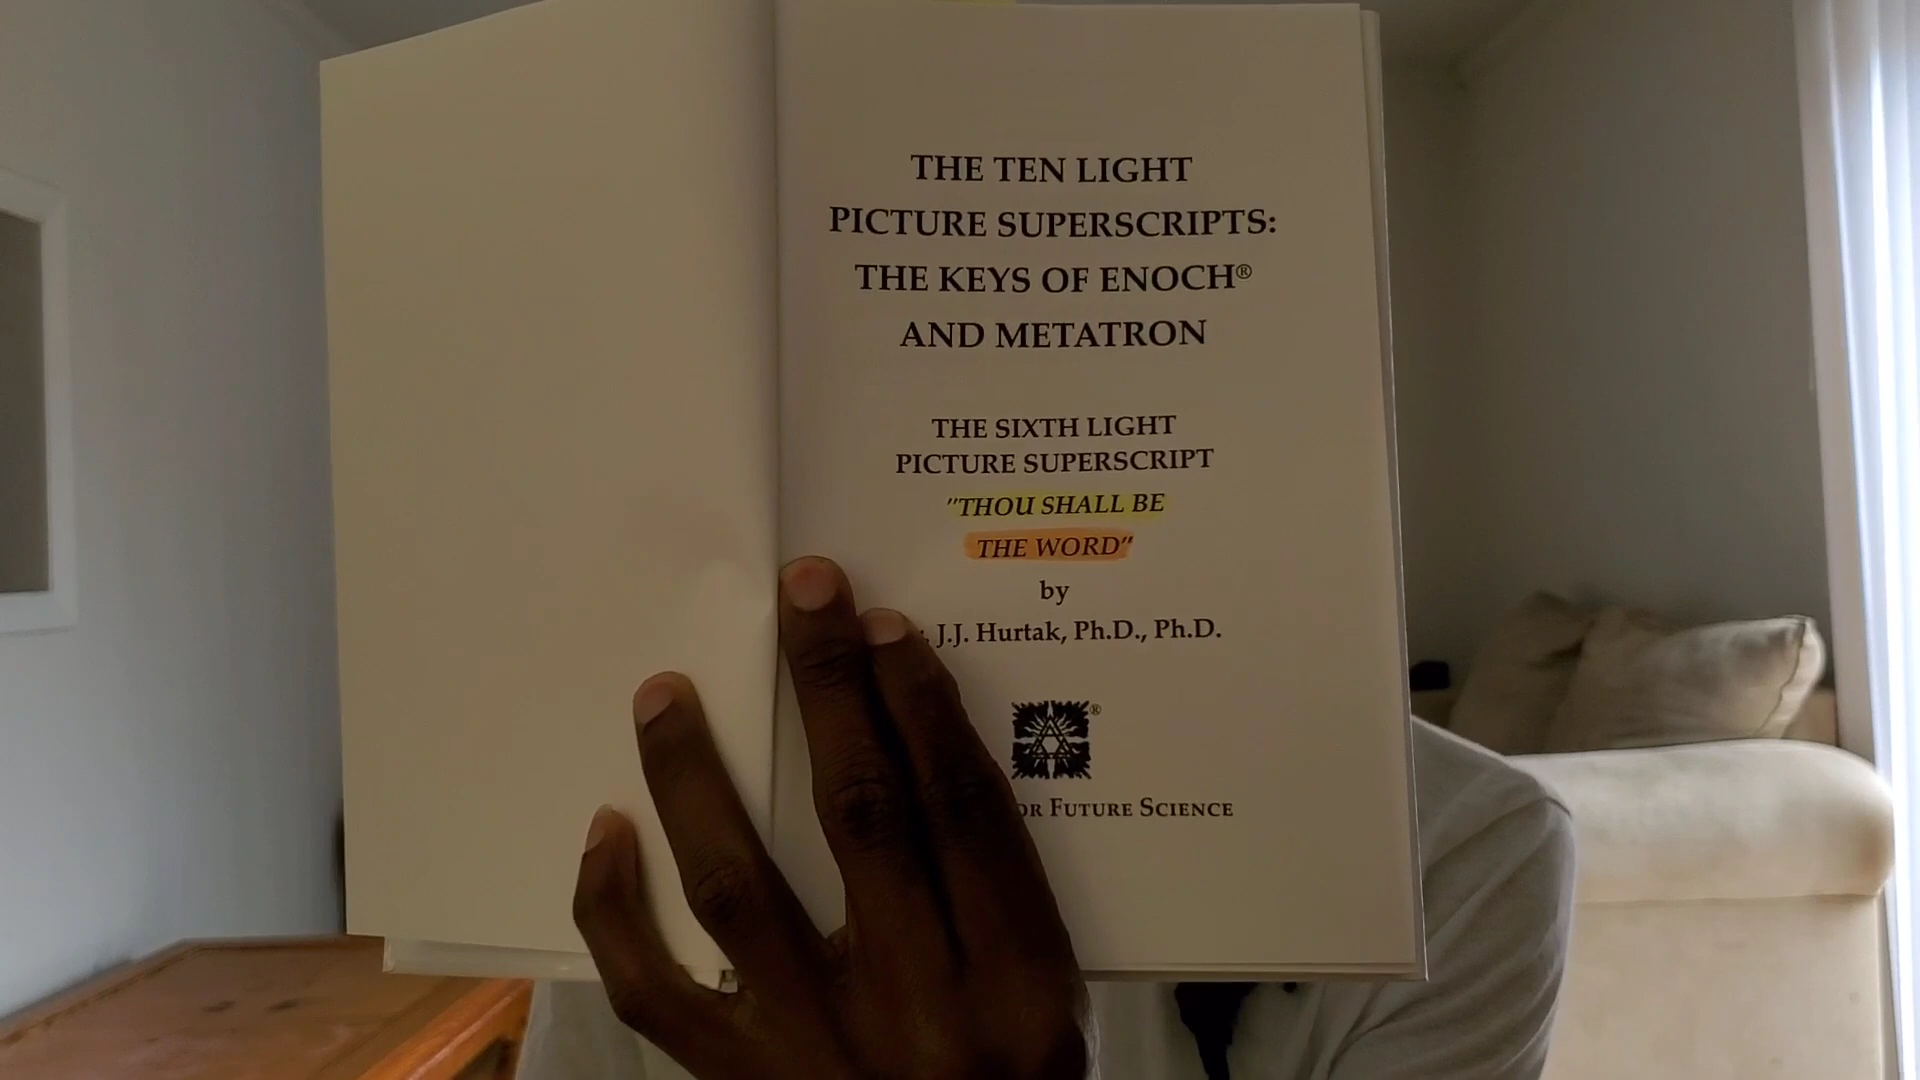 THE TEN LIGHT
PICTURE SUPERSCRIPTS:
THE KEYS OF ENOCH®
AND METATRON
THE SIXTH LIGHT
PICTURE SUPERSCRIPT
"THOU SHALL BE
THE WORD"
by
J.J. Hurtak, Ph.D., Ph.D.
®
FUTURE SCIENCE